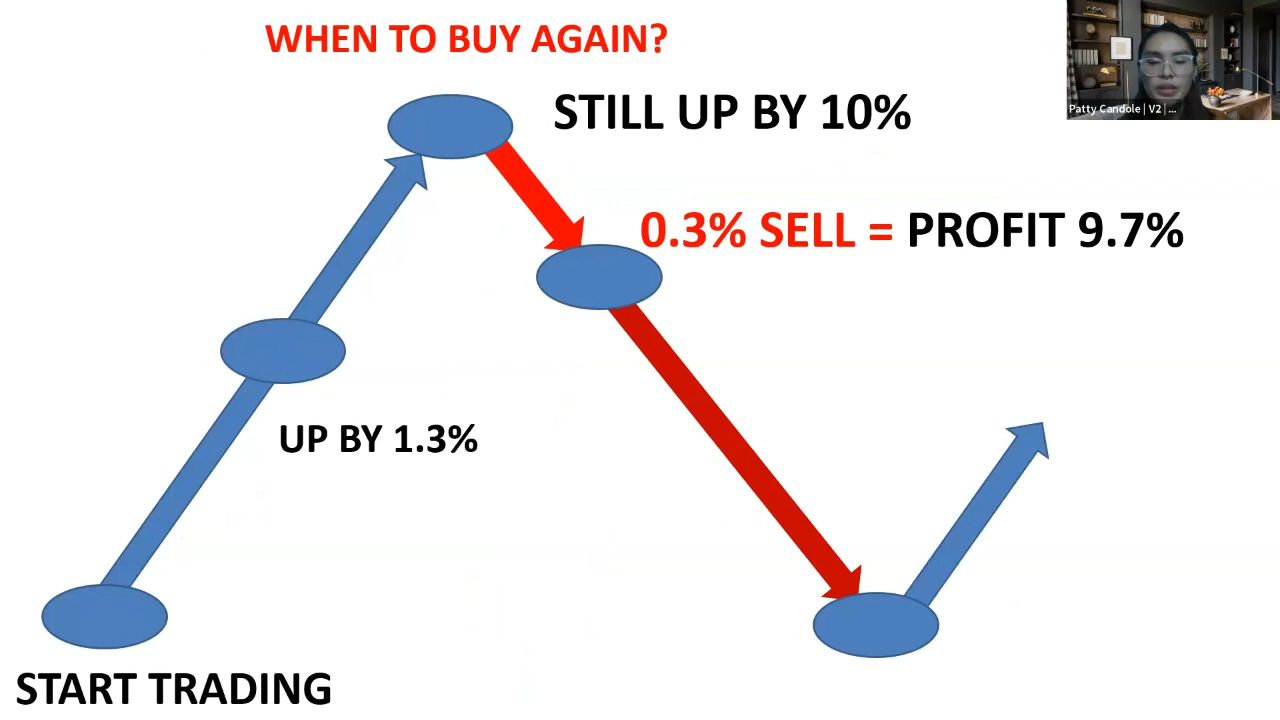 WHEN TO BUY AGAIN?
STILL UP BY 10%
Patty Candole | V2 | ...
0.3% SELL = PROFIT 9.7%
UP BY 1.3%
START TRADING